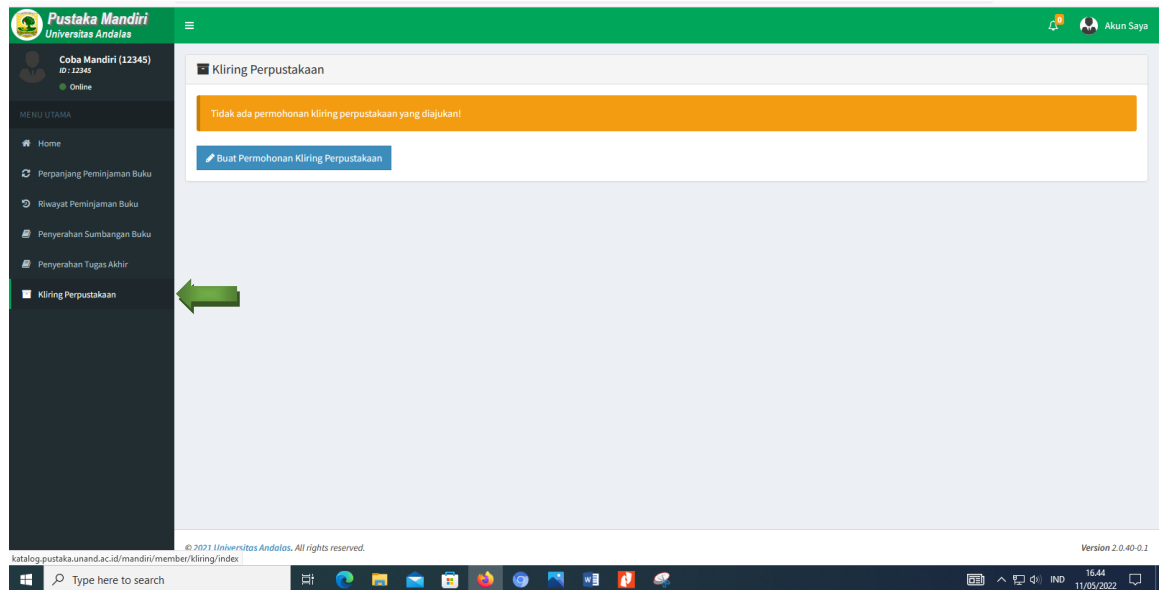 Pustaka Mandiri
Universitas Andalas
0
Akun Saya
Coba Mandiri (12345)
ID : 12345
Online
MENU UTAMA
Home
Perpanjang Peminjaman Buku
Riwayat Peminjaman Buku
Penyerahan Sumbangan Buku
Penyerahan Tugas Akhir
Kliring Perpustakaan
Kliring Perpustakaan
Tidak ada permohonan kliring perpustakaan yang diajukan!
Buat Permohonan Kliring Perpustakaan
© 2021 Universitas Andalas. All rights reserved.
Version 2.0.40-0.1
katalog.pustaka.unand.ac.id/mandiri/member/kliring/index
Type here to search
IND
16.44
11/05/2022